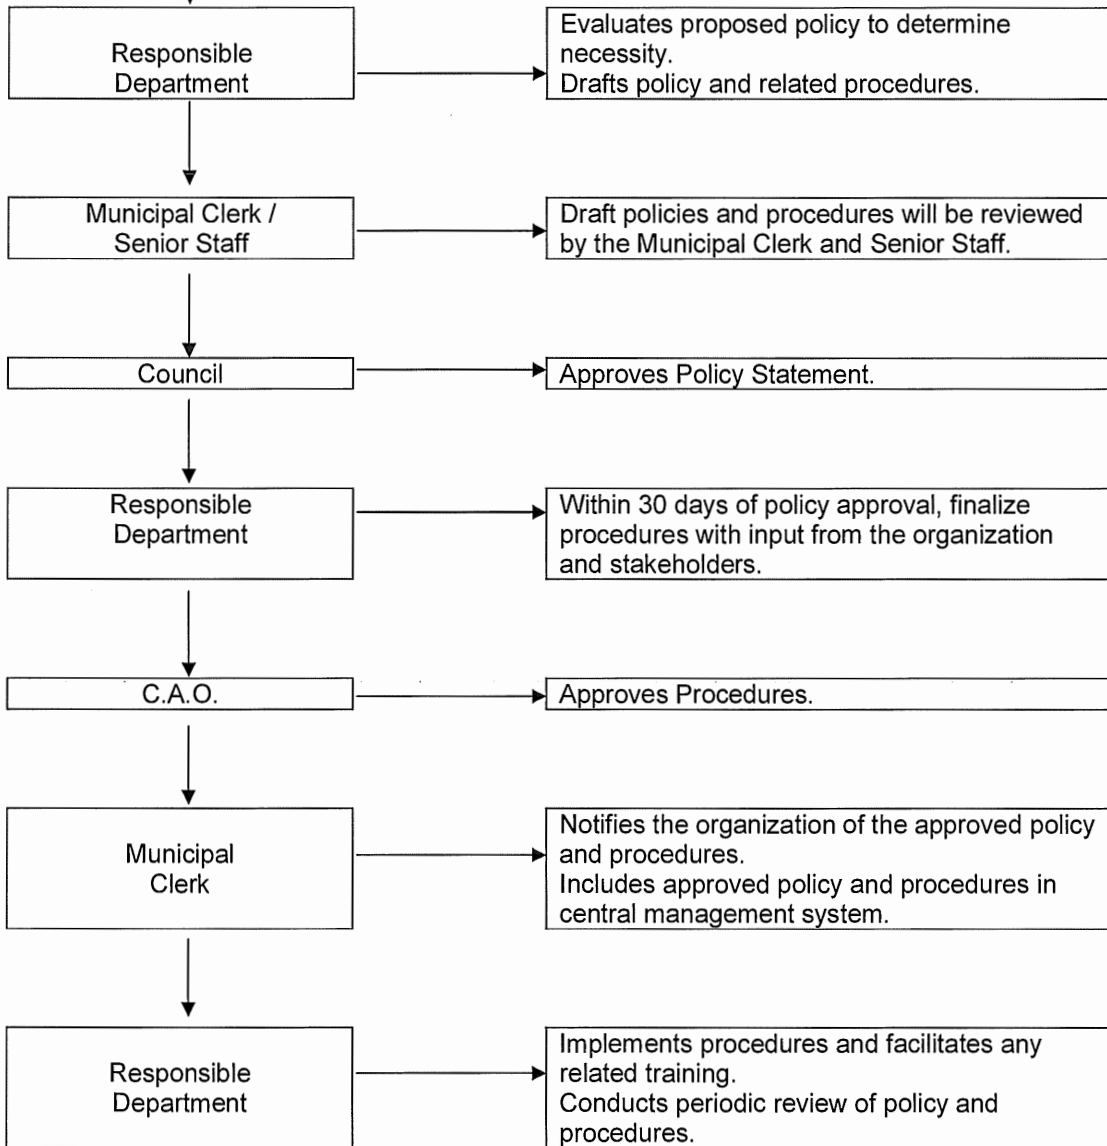 Responsible
Department
Evaluates proposed policy to determine
necessity.
Drafts policy and related procedures.
Municipal Clerk /
Senior Staff
Draft policies and procedures will be reviewed
by the Municipal Clerk and Senior Staff.
Council
Approves Policy Statement.
Responsible
Department
Within 30 days of policy approval, finalize
procedures with input from the organization
and stakeholders.
C.A.O.
Approves Procedures.
Municipal
Clerk
Notifies the organization of the approved policy
and procedures.
Includes approved policy and procedures in
central management system.
Responsible
Department
Implements procedures and facilitates any
related training.
Conducts periodic review of policy and
procedures.